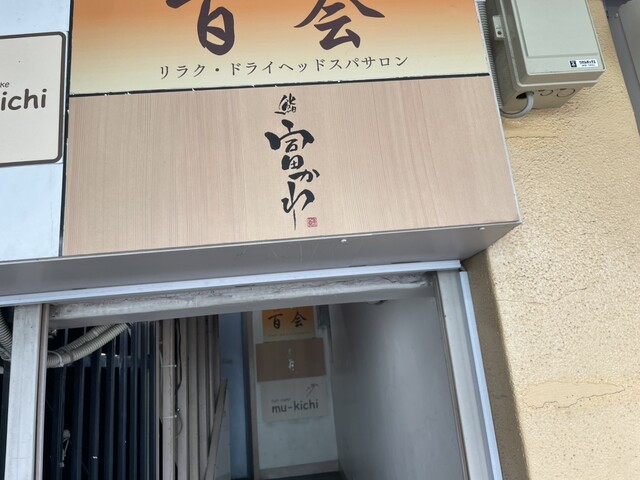 百会
リラク・ドライヘッドスパサロン
鮨
富かわ
kichi
百会
mu-kichi